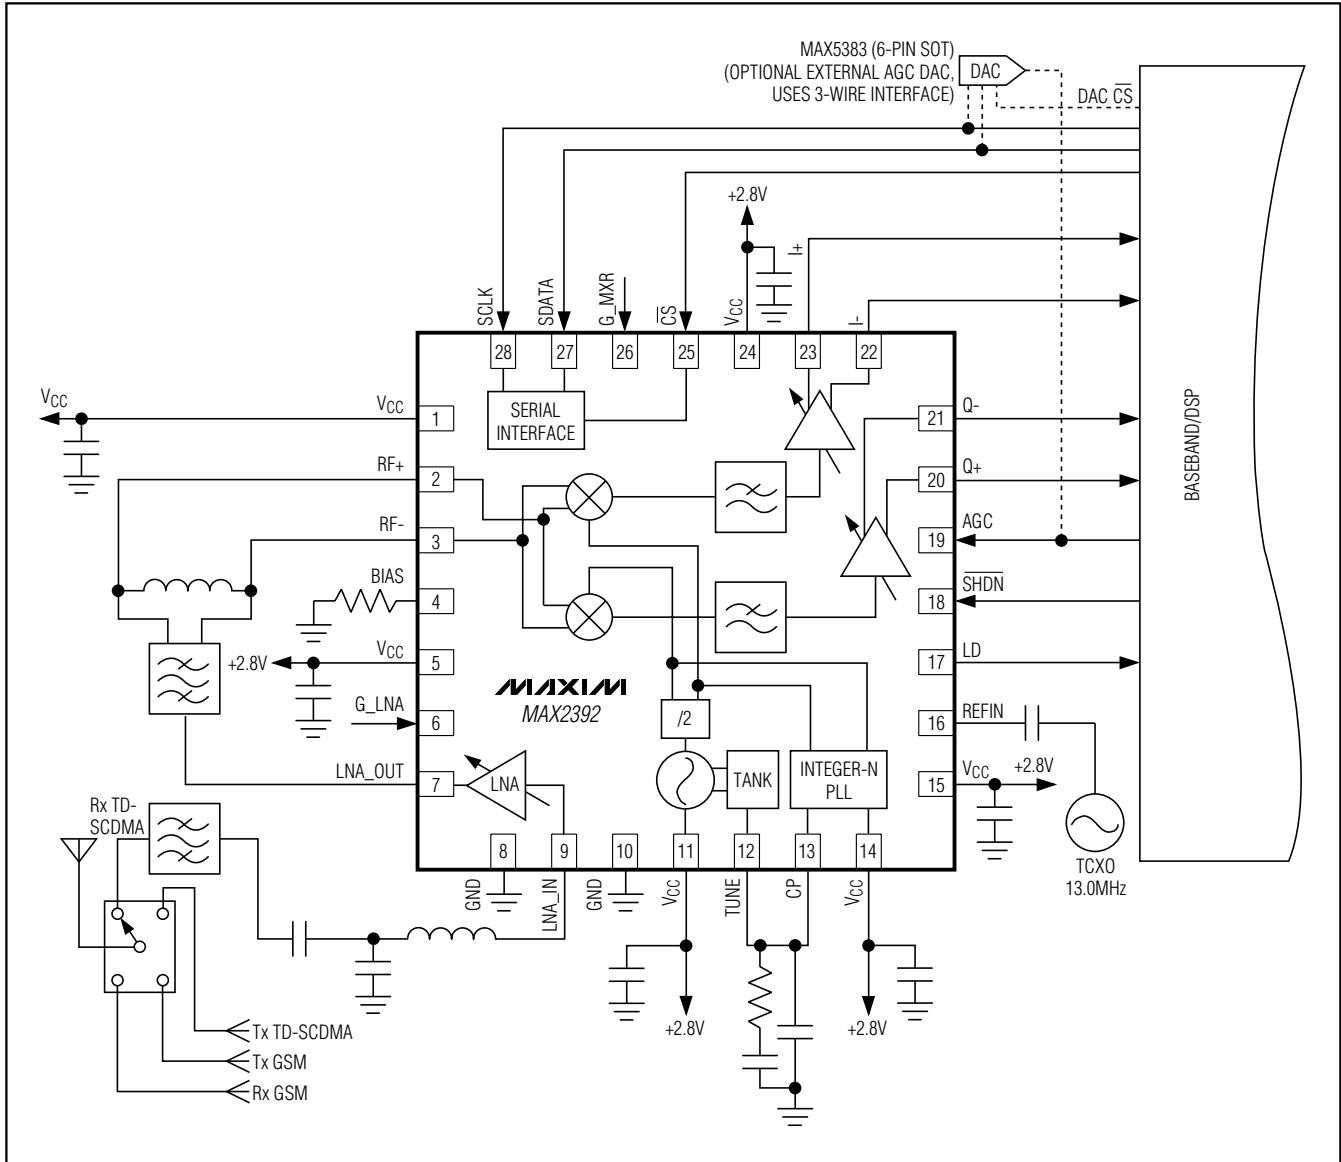 MAX5383 (6-PIN SOT)
(OPTIONAL EXTERNAL AGC DAC,
USES 3-WIRE INTERFACE)
DAC
DAC C̅S̅
+2.8V
SCLK
SDATA
G_MXR
C̅S̅
VCC
I+
I-
28
27
26
25
24
23
22
SERIAL
INTERFACE
VCC
VCC
1
RF+
2
RF-
3
BIAS
4
VCC
+2.8V
5
G_LNA
6
LNA_OUT
7
LNA
21
Q-
20
Q+
19
AGC
18
S̅H̅D̅N̅
17
LD
16
REFIN
15
VCC
+2.8V
BASEBAND/DSP
MAXIM
MAX2392
/2
TANK
INTEGER-N
PLL
TCXO
13.0MHz
Rx TD-
SCDMA
8
9
10
11
12
13
14
GND
LNA_IN
GND
VCC
TUNE
CP
VCC
+2.8V
+2.8V
Tx TD-SCDMA
Tx GSM
Rx GSM